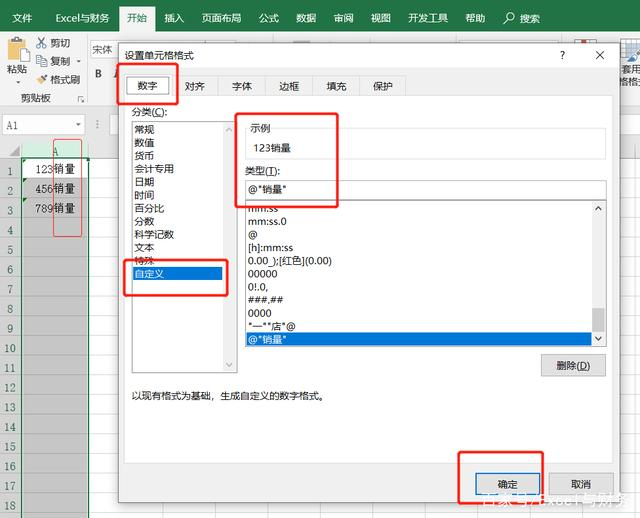 文件 Excel与财务 开始 插入 页面布局 公式 数据 审阅 视图 开发工具 帮助 搜索
粘贴
剪切
复制
格式刷
剪贴板
宋体
B
套用
A1
设置单元格格式
? ×
数字 对齐 字体 边框 填充 保护
分类(C):
常规
数值
货币
会计专用
日期
时间
百分比
分数
科学记数
文本
特殊
自定义
示例
123销量
类型(T):
@"销量"
mm:ss
mm:ss.0
@
[h]:mm:ss
0.00_);[红色](0.00)
00000
0!.0,
###,##
0000
"一""店"@
@"销量"
删除(D)
以现有格式为基础，生成自定义的数字格式。
确定 取消
A
1 123销量
2 456销量
3 789销量
4
5
6
7
8
9
10
11
12
13
14
15
16
17
18
百家号/Excel与财务